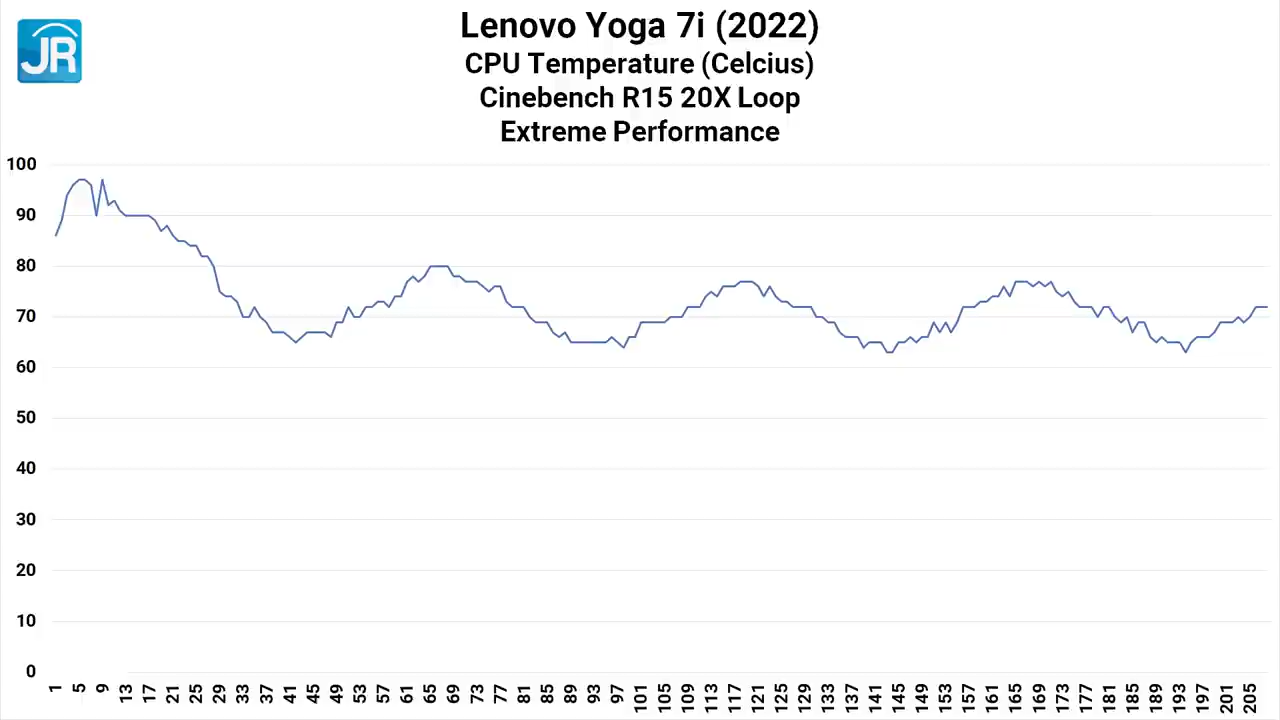 JR
Lenovo Yoga 7i (2022)
CPU Temperature (Celcius)
Cinebench R15 20X Loop
Extreme Performance
100
90
80
70
60
50
40
30
20
10
0
1 5 9 13 17 21 25 29 33 37 41 45 49 53 57 61 65 69 73 77 81 85 89 93 97 101 105 109 113 117 121 125 129 133 137 141 145 149 153 157 161 165 169 173 177 181 185 189 193 197 201 205